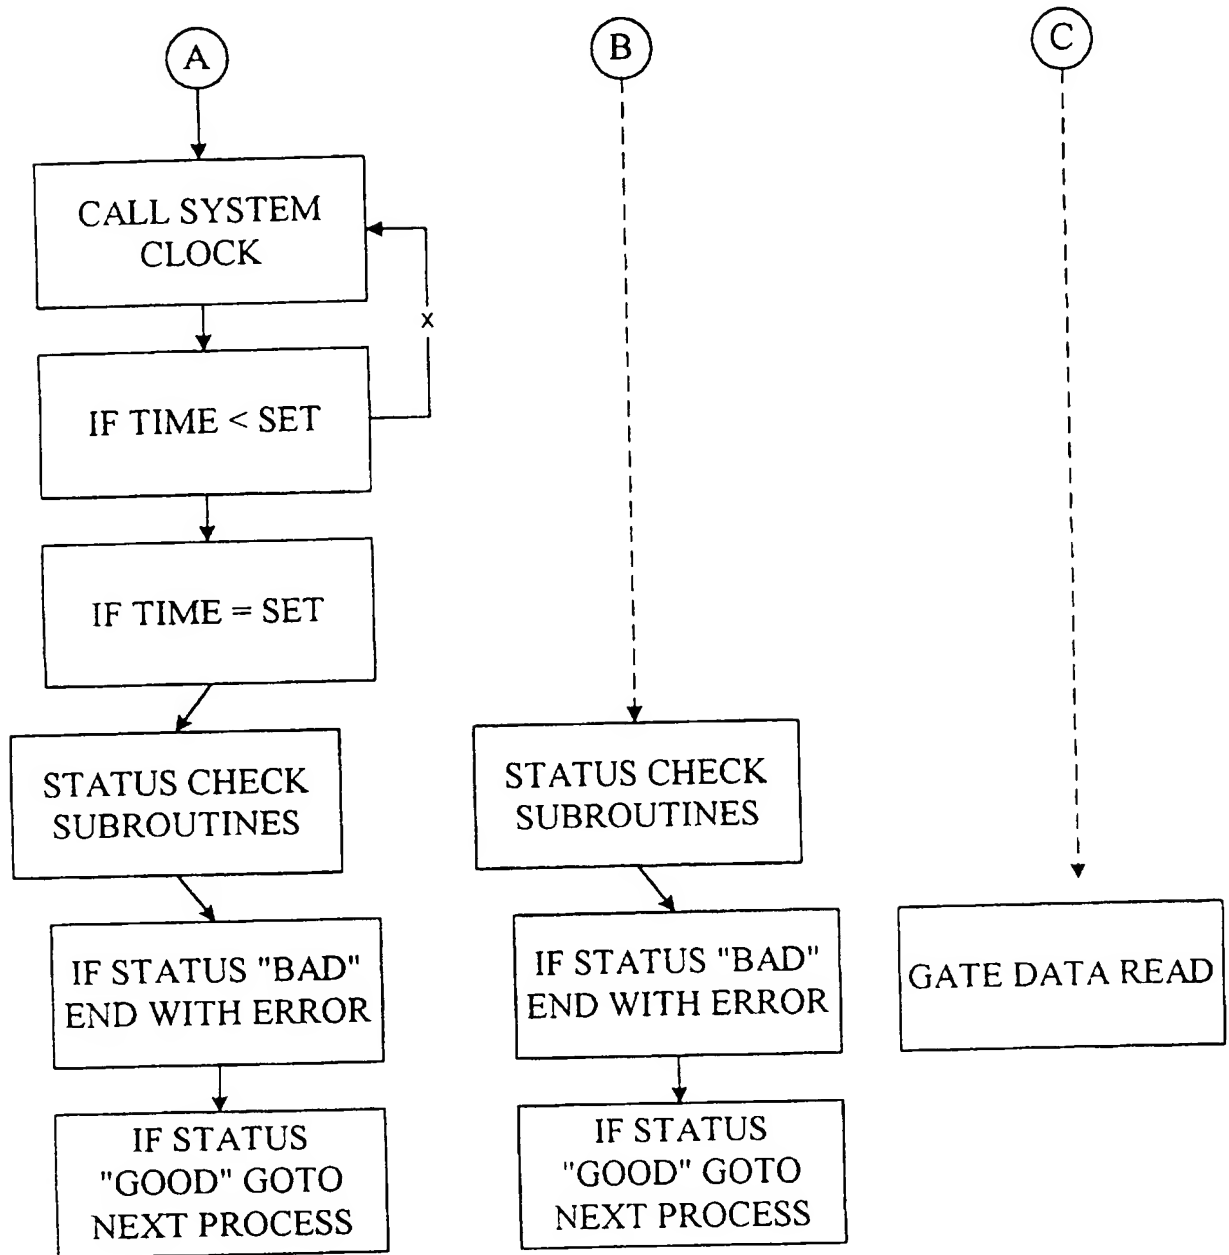 A
B
C
CALL SYSTEM
CLOCK
x
IF TIME < SET
IF TIME = SET
STATUS CHECK
SUBROUTINES
IF STATUS "BAD"
END WITH ERROR
IF STATUS
"GOOD" GOTO
NEXT PROCESS
STATUS CHECK
SUBROUTINES
IF STATUS "BAD"
END WITH ERROR
IF STATUS
"GOOD" GOTO
NEXT PROCESS
GATE DATA READ